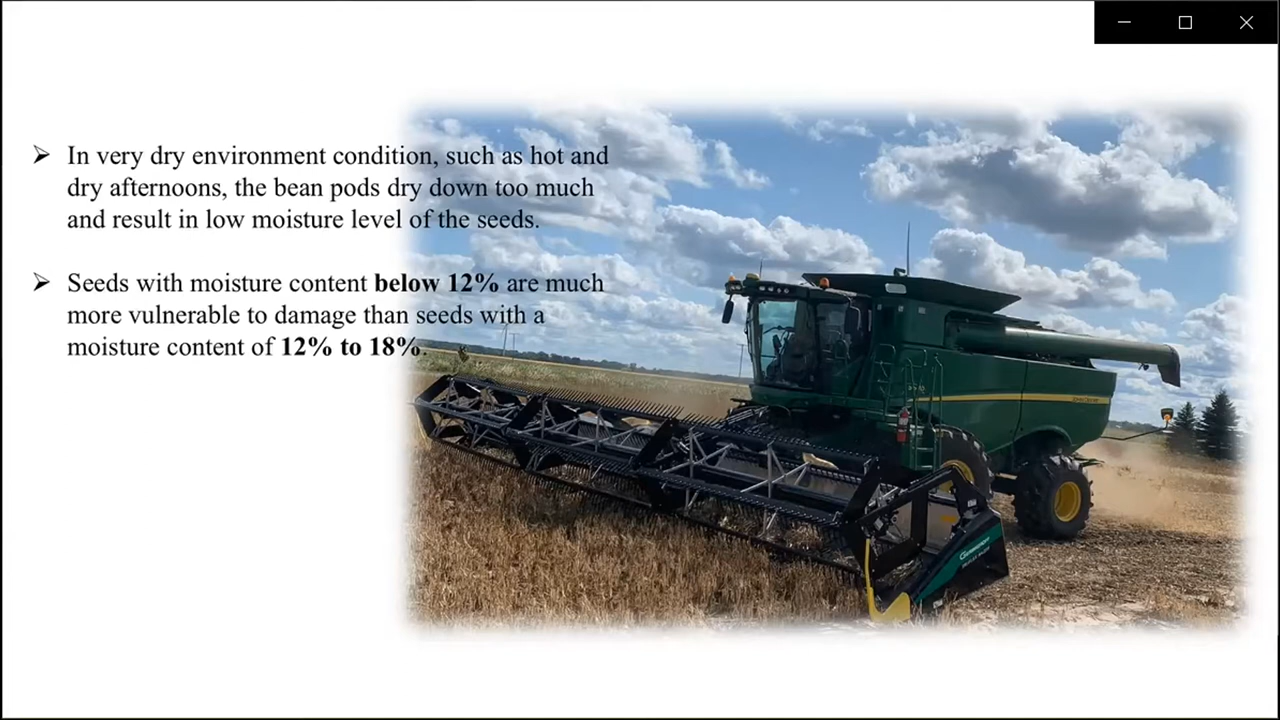 ➢ In very dry environment condition, such as hot and
dry afternoons, the bean pods dry down too much
and result in low moisture level of the seeds.
➢ Seeds with moisture content below 12% are much
more vulnerable to damage than seeds with a
moisture content of 12% to 18%.
JOHN DEERE